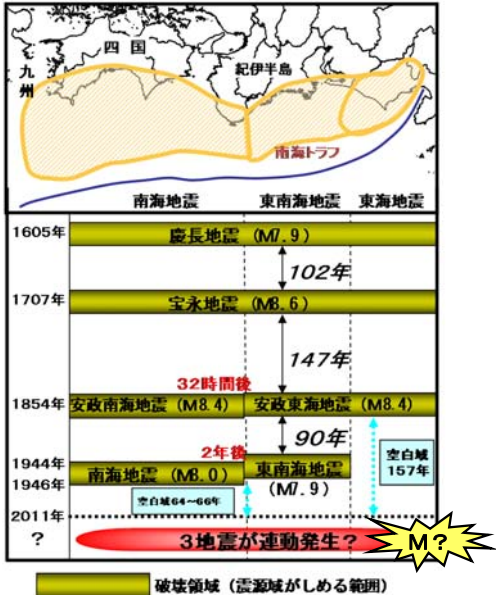 四国
九州
紀伊半島
南海トラフ
南海地震 東南海地震 東海地震
1605年 慶長地震 (M7.9)
102年
1707年 宝永地震 (M8.6)
147年
32時間後
1854年 安政南海地震 (M8.4) 安政東海地震 (M8.4)
90年
2年後
空白域
157年
1944年 南海地震 (M8.0) 東南海地震
1946年 (M7.9)
空白域64~66年
2011年
? 3地震が連動発生? M?
破壊領域 (震源域がしめる範囲)